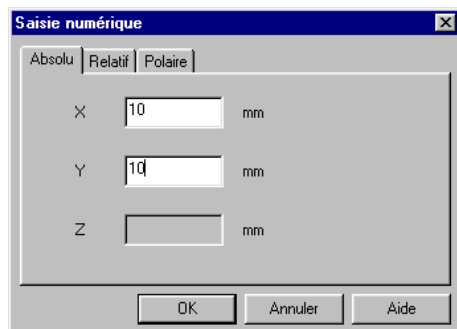 Saisie numérique
Absolu Relatif Polaire
X 10 mm
Y 10 mm
Z mm
OK Annuler Aide